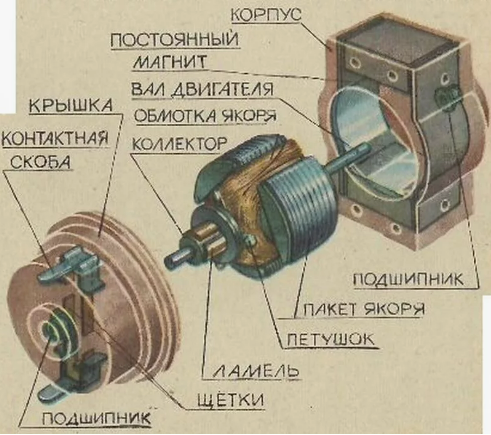 КОРПУС
ПОСТОЯННЫЙ
МАГНИТ
ВАЛ ДВИГАТЕЛЯ
ОБМОТКА ЯКОРЯ
КОЛЛЕКТОР
КРЫШКА
КОНТАКТНАЯ
СКОБА
ПОДШИПНИК
ПАКЕТ ЯКОРЯ
ПЕТУШОК
ЛАМЕЛЬ
ЩЁТКИ
ПОДШИПНИК